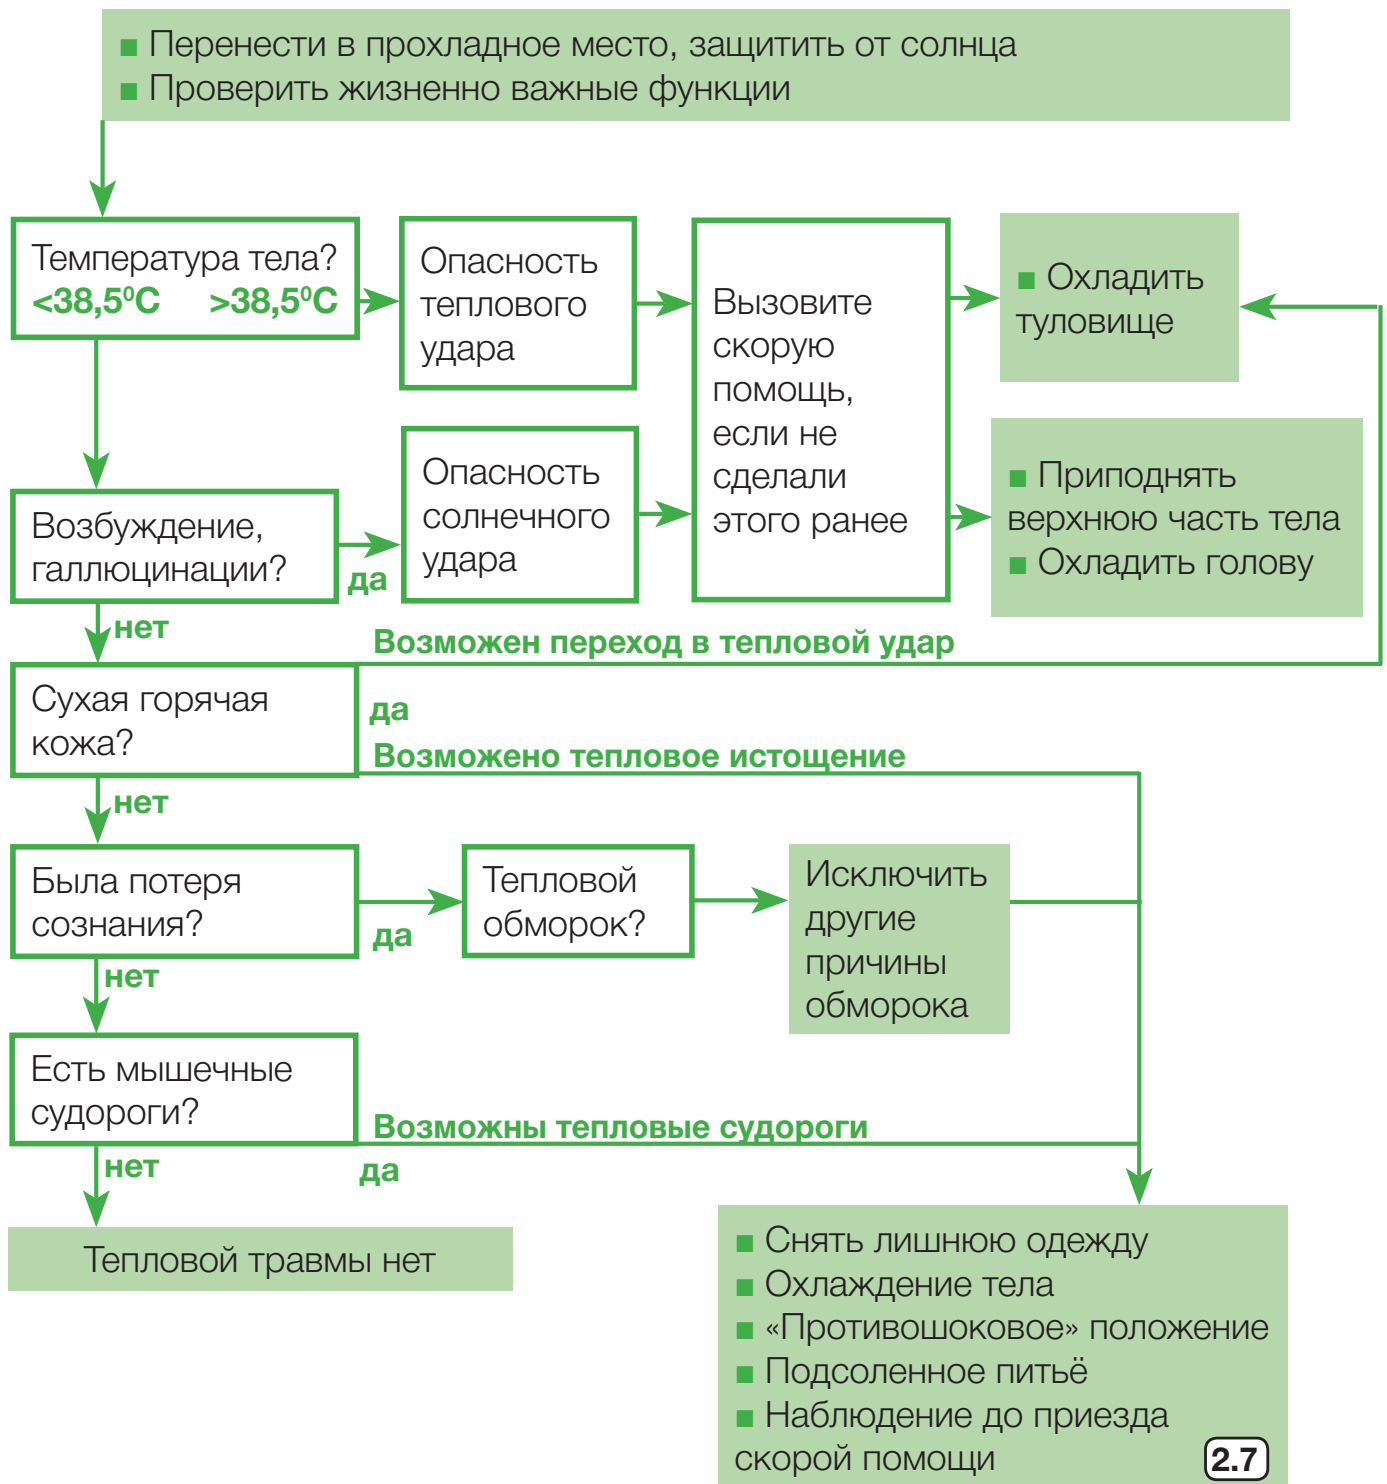 ■ Перенести в прохладное место, защитить от солнца
■ Проверить жизненно важные функции
Температура тела?
<38,5⁰C >38,5⁰C
Опасность
теплового
удара
Вызовите
скорую
помощь,
если не
сделали
этого ранее
■ Охладить
туловище
Возбуждение,
галлюцинации?
да
Опасность
солнечного
удара
■ Приподнять
верхнюю часть тела
■ Охладить голову
нет
Возможен переход в тепловой удар
Сухая горячая
кожа?
да
Возможено тепловое истощение
нет
Была потеря
сознания?
да
Тепловой
обморок?
Исключить
другие
причины
обморока
нет
Есть мышечные
судороги?
Возможны тепловые судороги
нет
да
Тепловой травмы нет
■ Снять лишнюю одежду
■ Охлаждение тела
■ «Противошоковое» положение
■ Подсоленное питьё
■ Наблюдение до приезда
скорой помощи
2.7